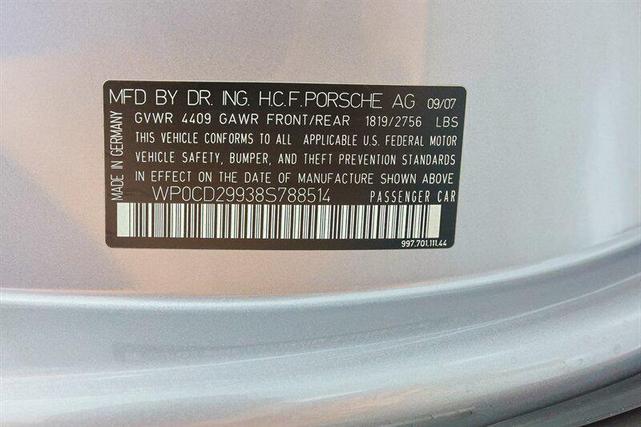 MFD BY DR. ING. H.C.F. PORSCHE AG 09/07
GVWR 4409 GAWR FRONT/REAR 1819/2756 LBS
THIS VEHICLE CONFORMS TO ALL APPLICABLE U.S. FEDERAL MOTOR
VEHICLE SAFETY, BUMPER, AND THEFT PREVENTION STANDARDS
IN EFFECT ON THE DATE OF MANUFACTURE SHOWN ABOVE
WP0CD29938S788514 PASSENGER CAR
997.701.111.44
MADE IN GERMANY